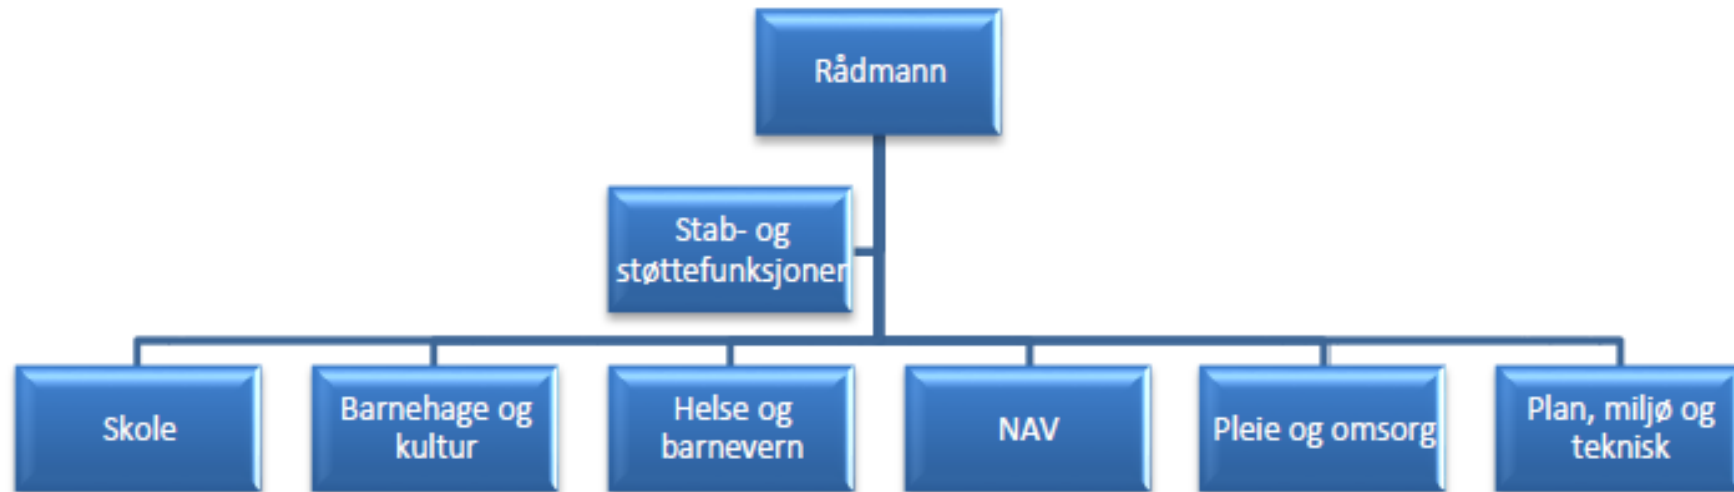 Rådmann
Stab- og
støttefunksjoner
Skole
Barnehage og
kultur
Helse og
barnevern
NAV
Pleie og omsorg
Plan, miljø og
teknisk